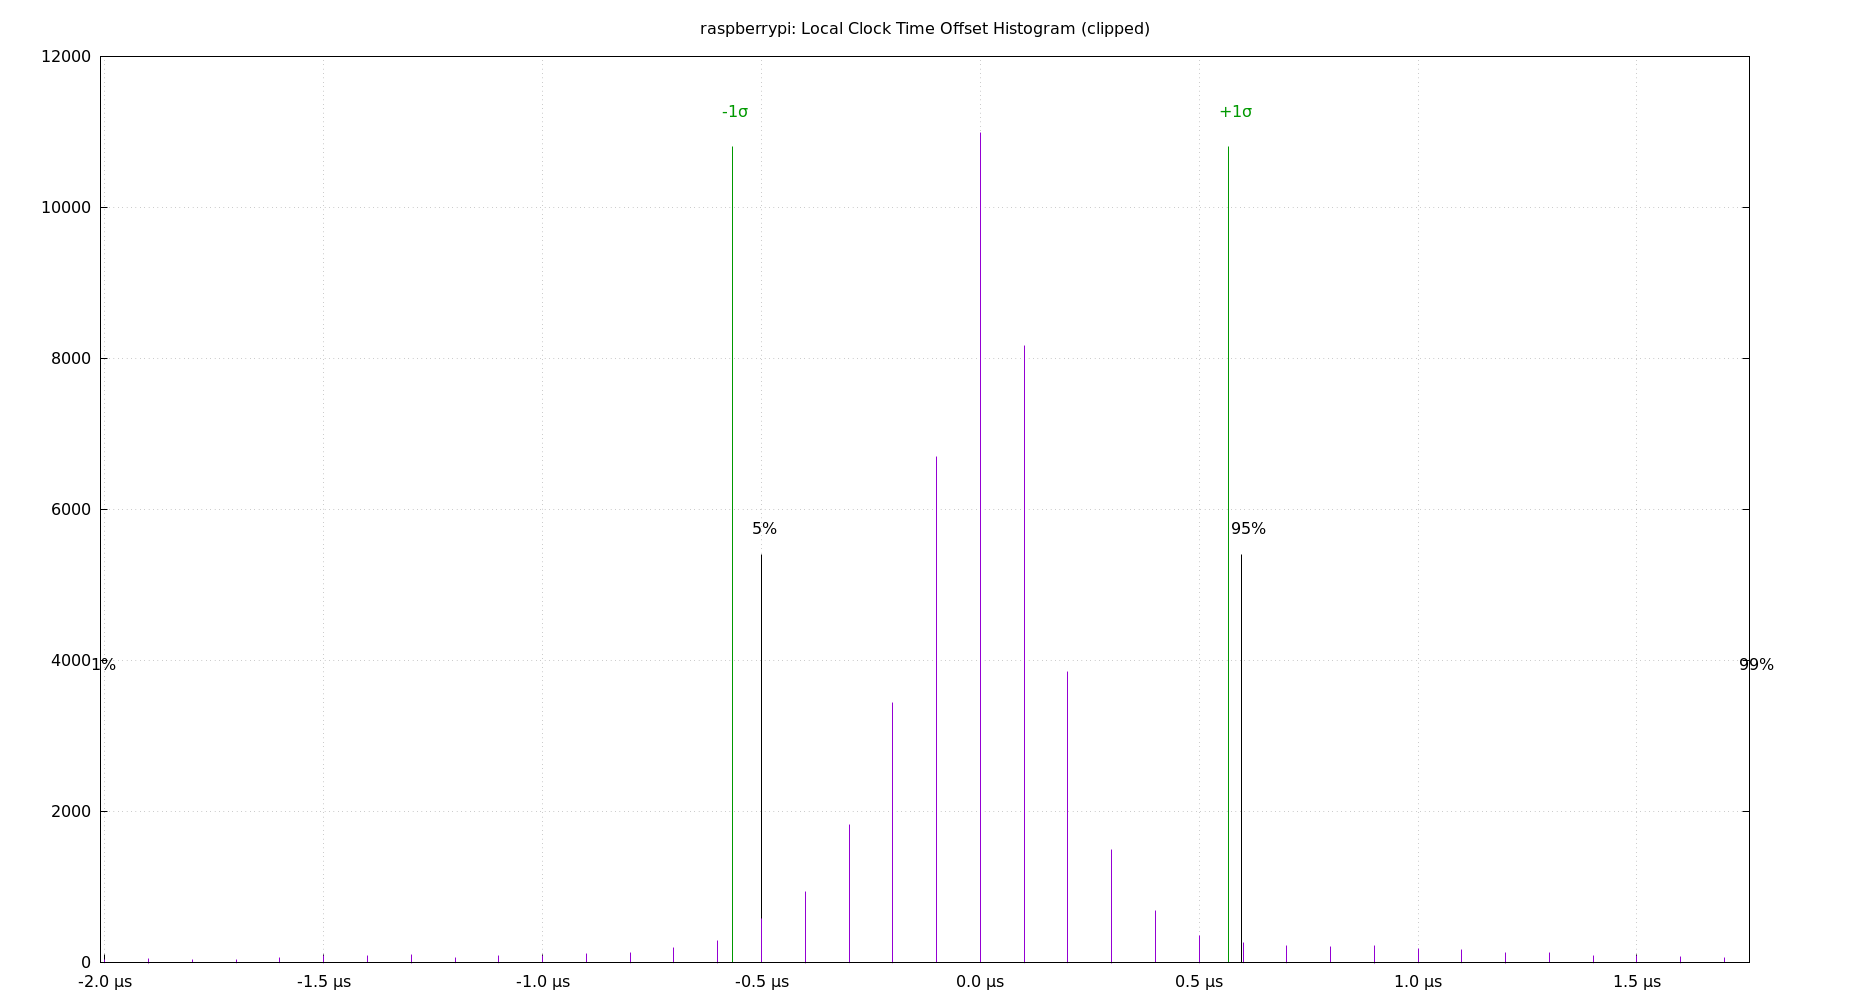 raspberrypi: Local Clock Time Offset Histogram (clipped)
12000
-1σ
+1σ
10000
8000
6000
5%
95%
4000
1%
99%
2000
0
-2.0 µs
-1.5 µs
-1.0 µs
-0.5 µs
0.0 µs
0.5 µs
1.0 µs
1.5 µs